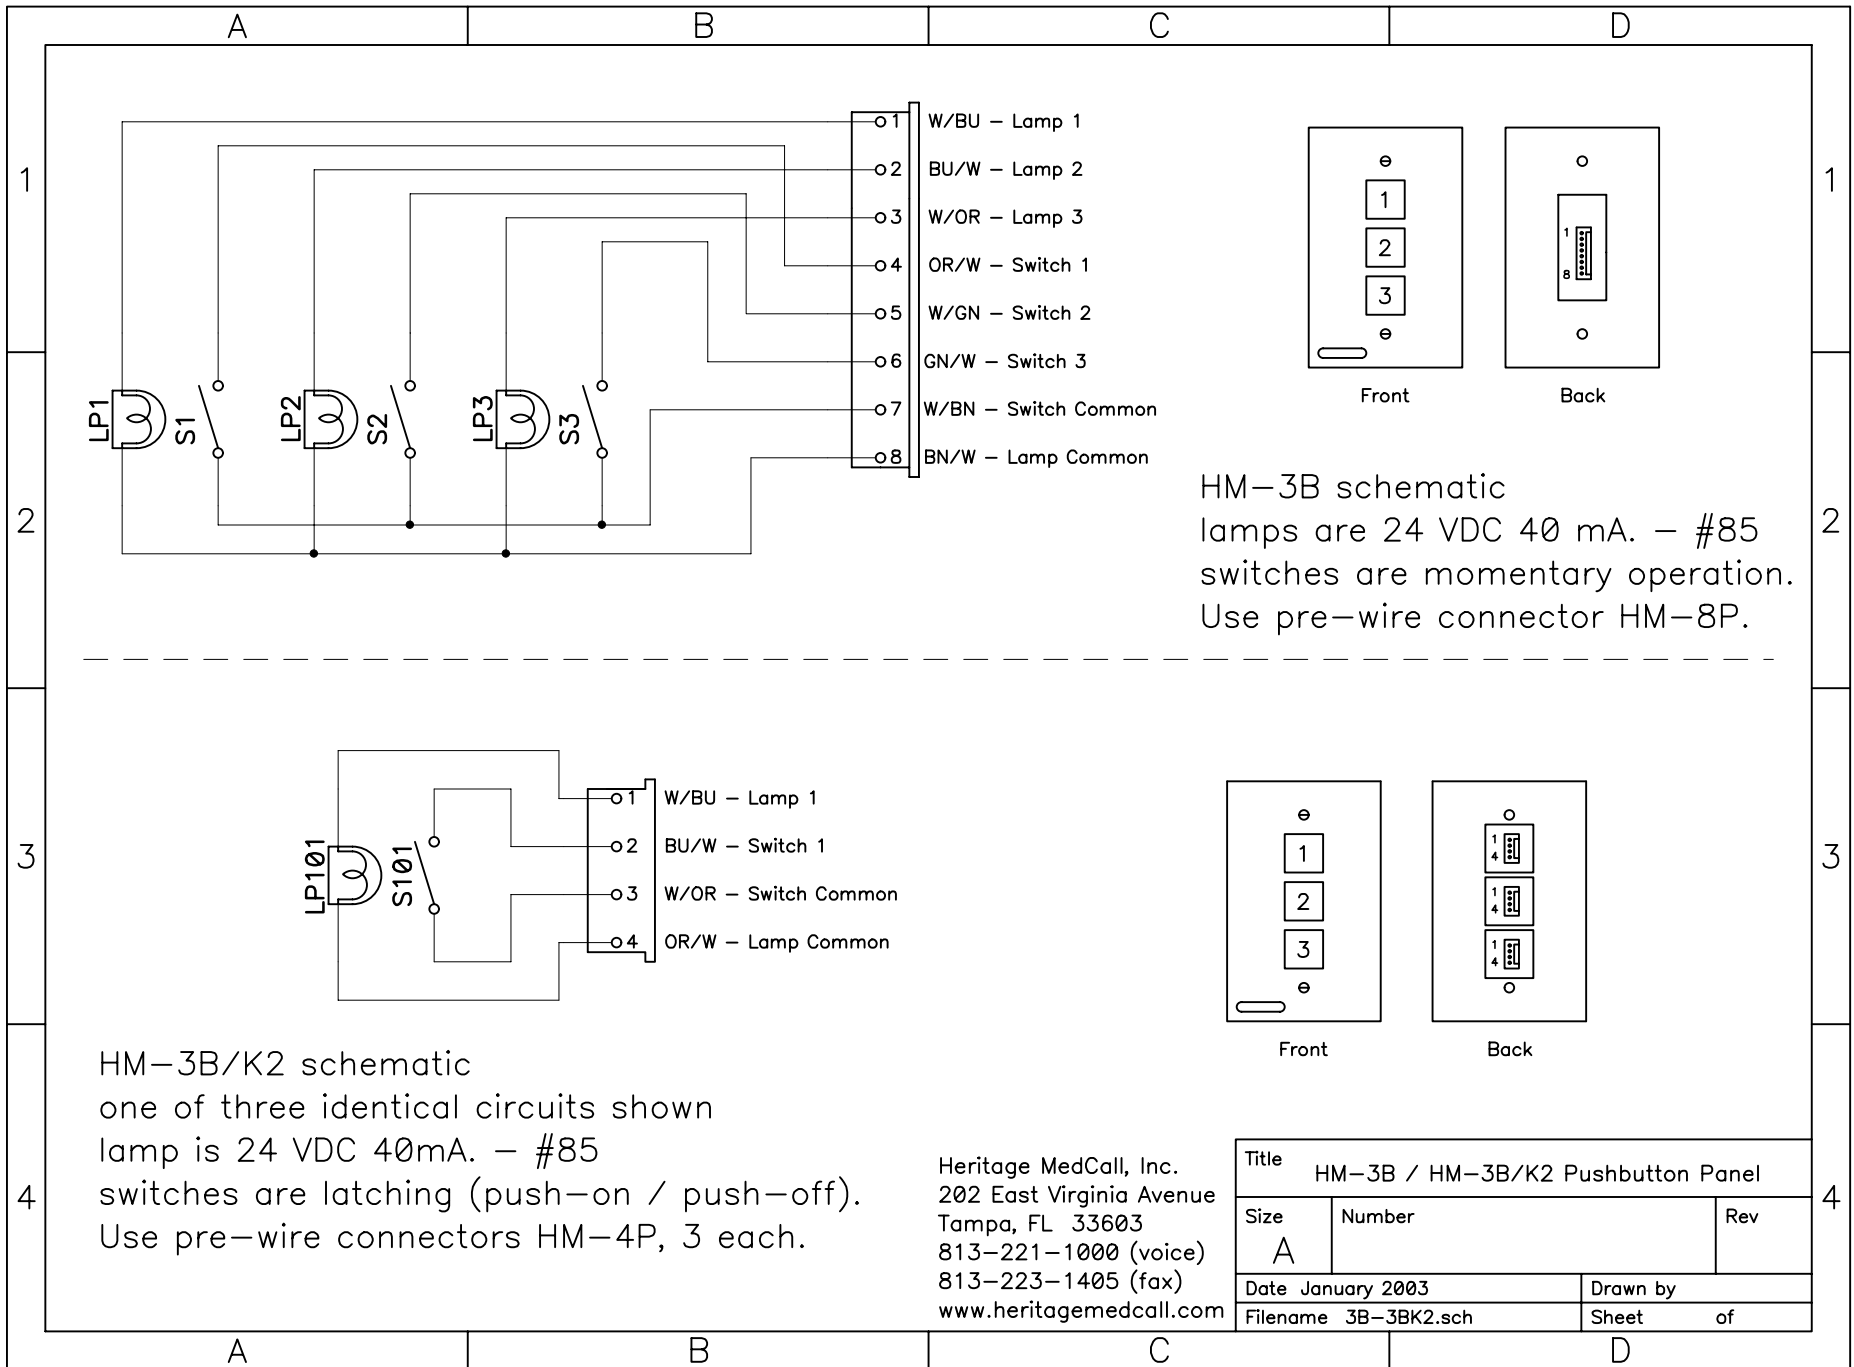 A B C D
1
1
1 W/BU – Lamp 1
2 BU/W – Lamp 2
3 W/OR – Lamp 3
4 OR/W – Switch 1
5 W/GN – Switch 2
6 GN/W – Switch 3
7 W/BN – Switch Common
8 BN/W – Lamp Common
LP1
S1
LP2
S2
LP3
S3
1
2
3
Front
1
8
Back
2
2
HM–3B schematic
lamps are 24 VDC 40 mA. – #85
switches are momentary operation.
Use pre–wire connector HM–8P.
3
3
LP101
S101
1 W/BU – Lamp 1
2 BU/W – Switch 1
3 W/OR – Switch Common
4 OR/W – Lamp Common
1
2
3
Front
1
4
1
4
1
4
Back
4
4
HM–3B/K2 schematic
one of three identical circuits shown
lamp is 24 VDC 40mA. – #85
switches are latching (push–on / push–off).
Use pre–wire connectors HM–4P, 3 each.
Heritage MedCall, Inc.
202 East Virginia Avenue
Tampa, FL 33603
813–221–1000 (voice)
813–223–1405 (fax)
www.heritagemedcall.com
Title HM–3B / HM–3B/K2 Pushbutton Panel
Size Number Rev
A
Date January 2003 Drawn by
Filename 3B–3BK2.sch Sheet of
A B C D